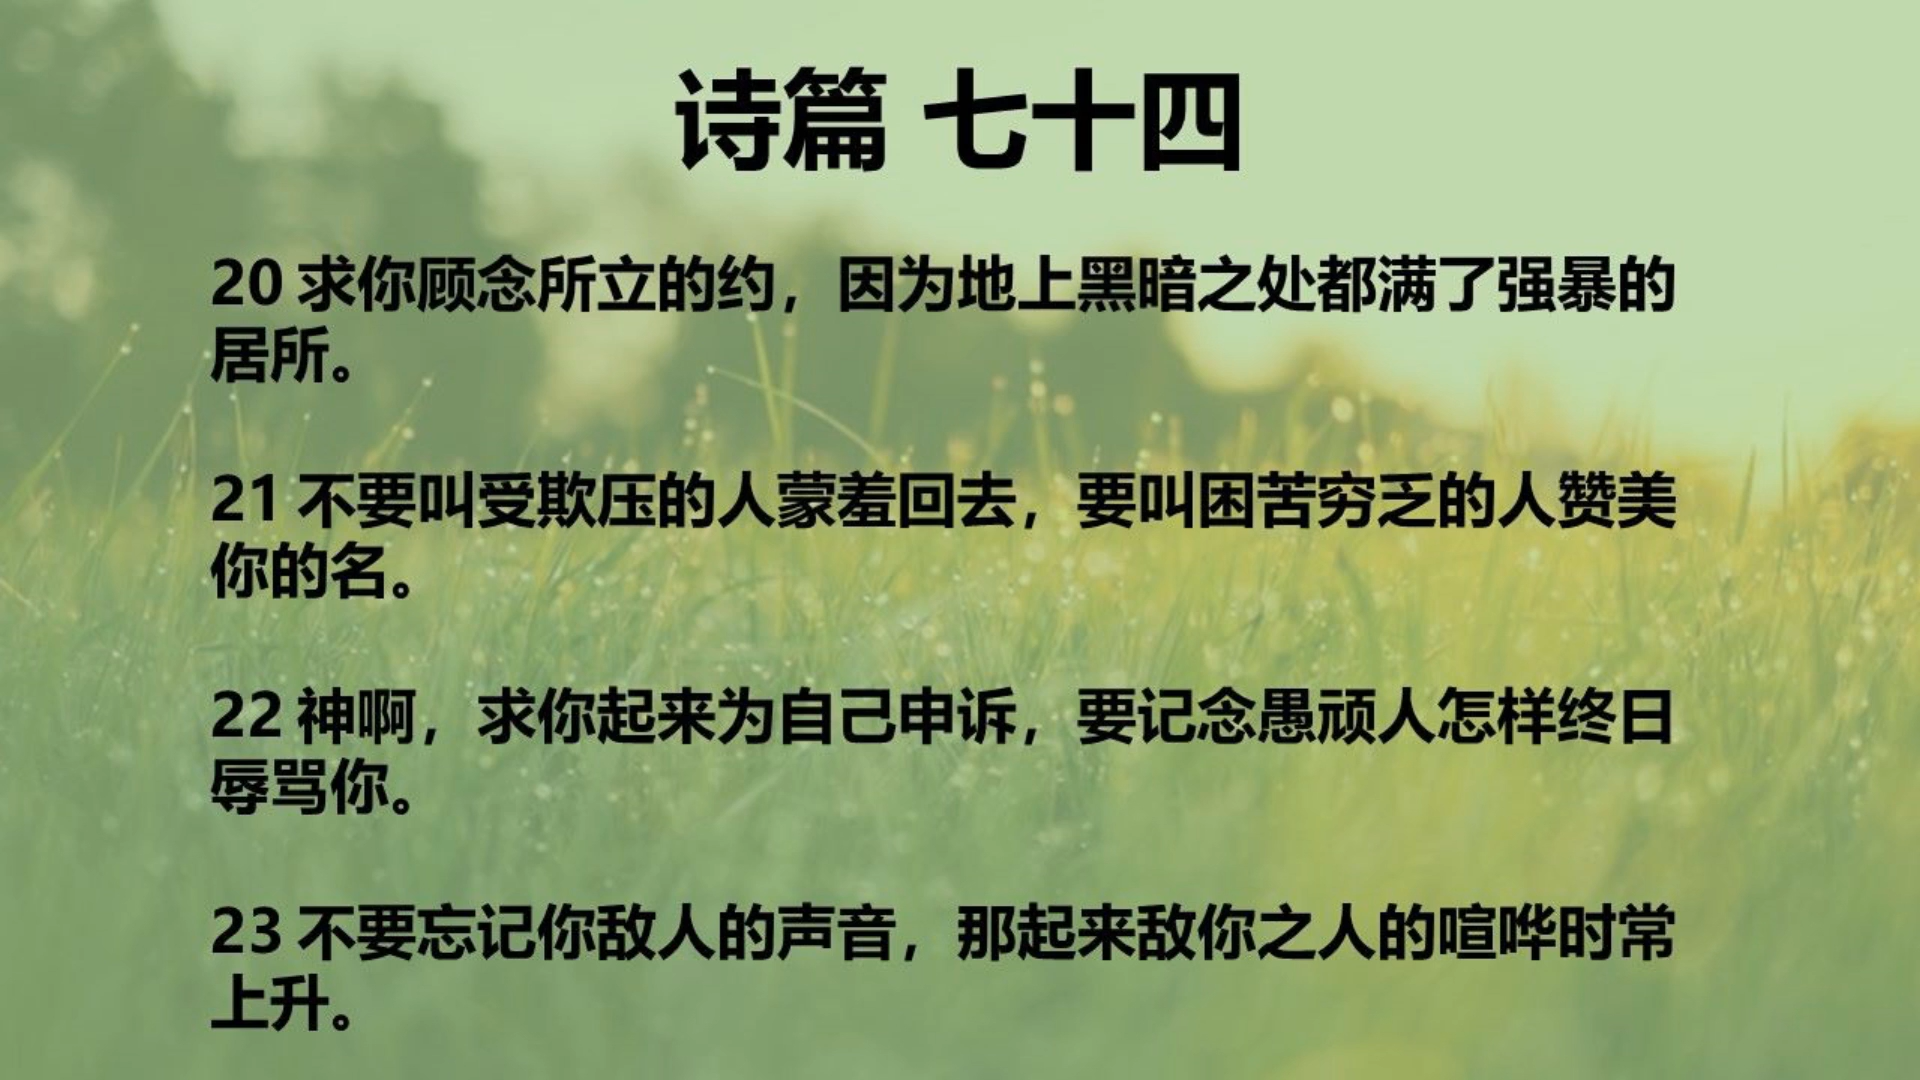 诗篇 七十四
20 求你顾念所立的约，因为地上黑暗之处都满了强暴的
居所。
21 不要叫受欺压的人蒙羞回去，要叫困苦穷乏的人赞美
你的名。
22 神啊，求你起来为自己申诉，要记念愚顽人怎样终日
辱骂你。
23 不要忘记你敌人的声音，那起来敌你之人的喧哗时常
上升。